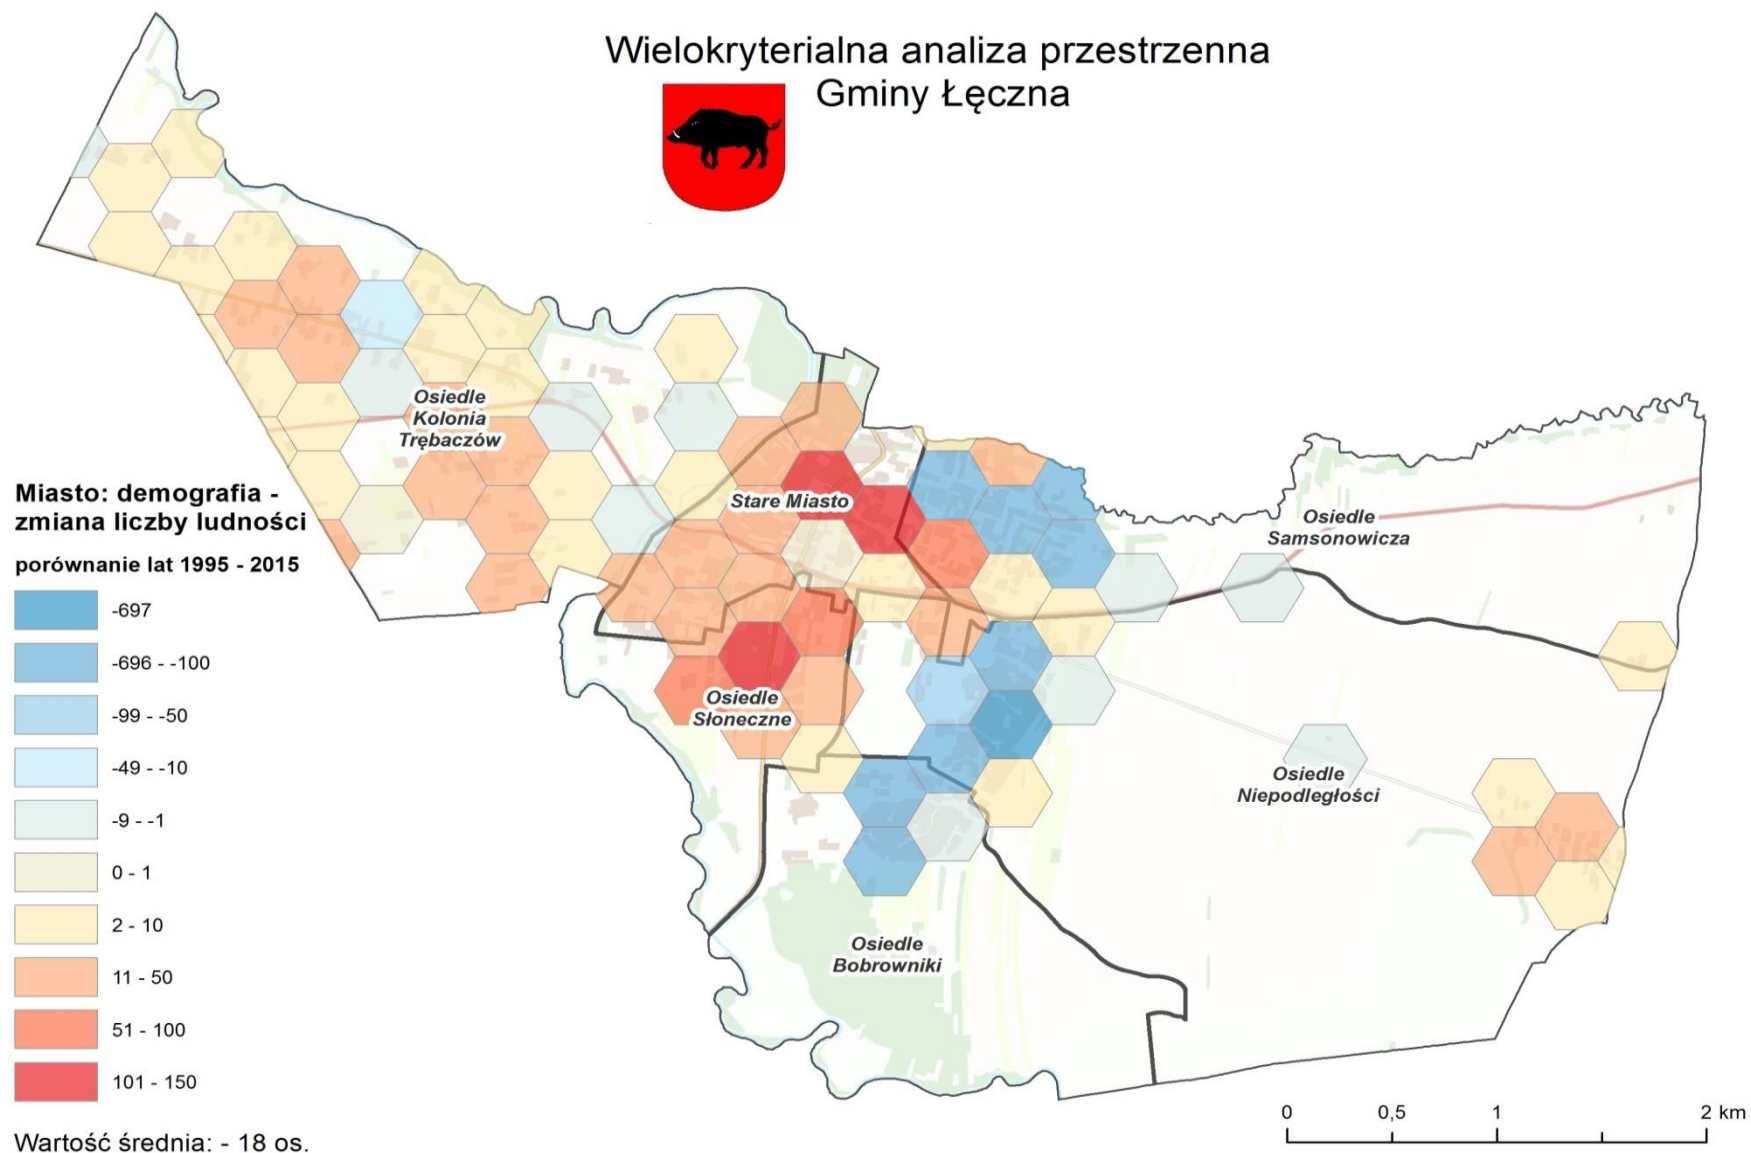 Wielokryterialna analiza przestrzenna
Gminy Łęczna
Osiedle
Kolonia
Trębaczów
Stare Miasto
Osiedle
Samsonowicza
Osiedle
Słoneczne
Osiedle
Niepodległości
Osiedle
Bobrowniki
Miasto: demografia -
zmiana liczby ludności
porównanie lat 1995 - 2015
-697
-696 - -100
-99 - -50
-49 - -10
-9 - -1
0 - 1
2 - 10
11 - 50
51 - 100
101 - 150
Wartość średnia: - 18 os.
0 0,5 1 2 km